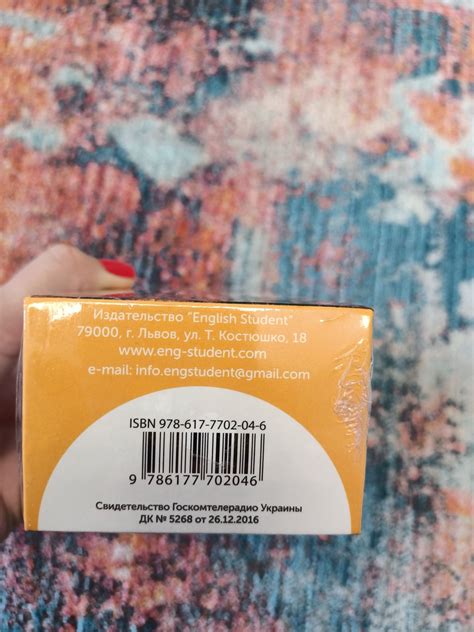 Издательство "English Student"
79000, г. Львов, ул. Т. Костюшко, 18
www.eng-student.com
e-mail: info.engstudent@gmail.com
ISBN 978-617-7702-04-6
9 786177 702046
Свидетельство Госкомтелерадио Украины
ДК № 5268 от 26.12.2016